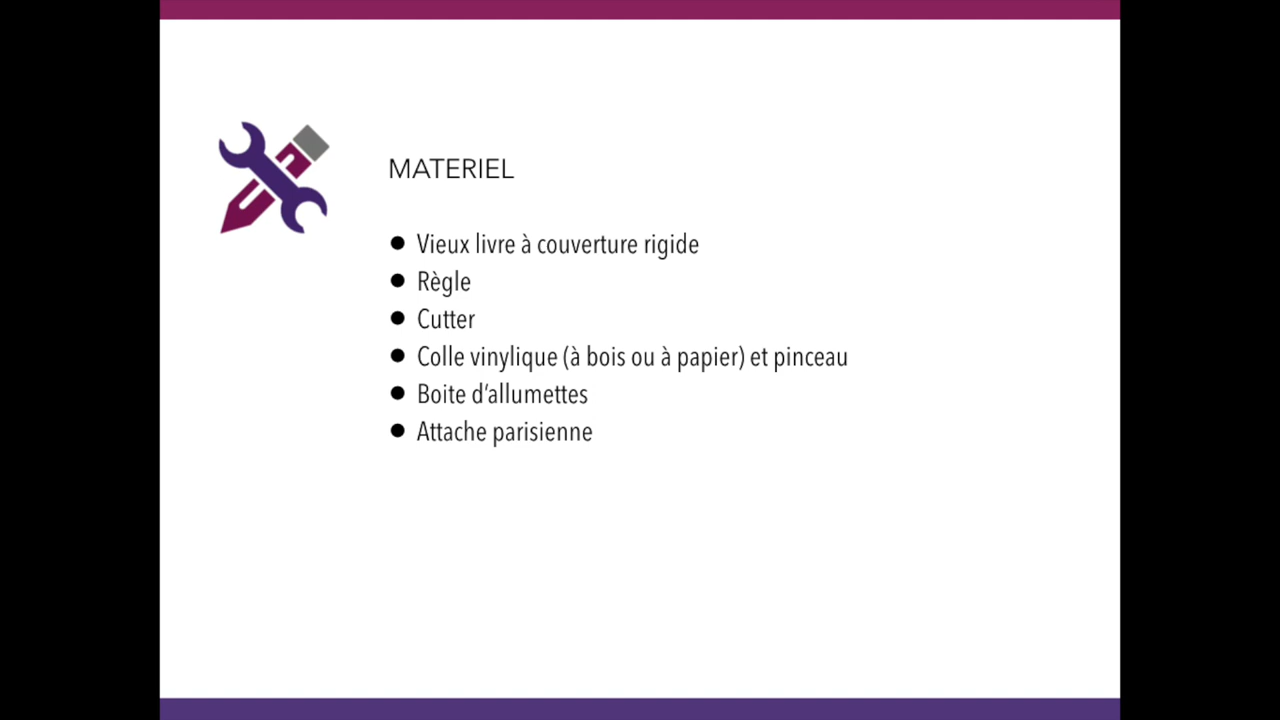 MATERIEL
● Vieux livre à couverture rigide
● Règle
● Cutter
● Colle vinylique (à bois ou à papier) et pinceau
● Boite d’allumettes
● Attache parisienne